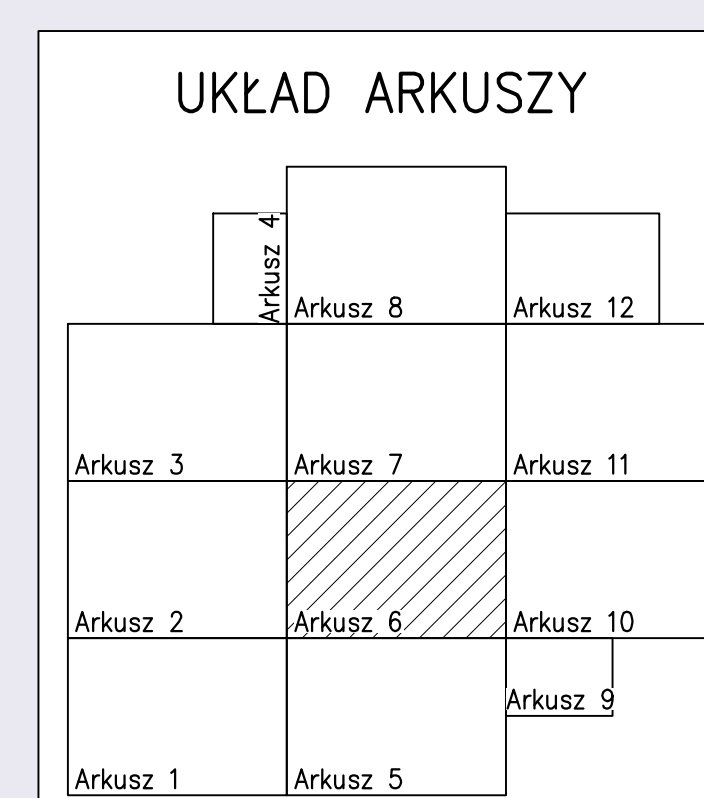 UKŁAD ARKUSZY
Arkusz 4
Arkusz 8
Arkusz 12
Arkusz 3
Arkusz 7
Arkusz 11
Arkusz 2
Arkusz 6
Arkusz 10
Arkusz 9
Arkusz 1
Arkusz 5